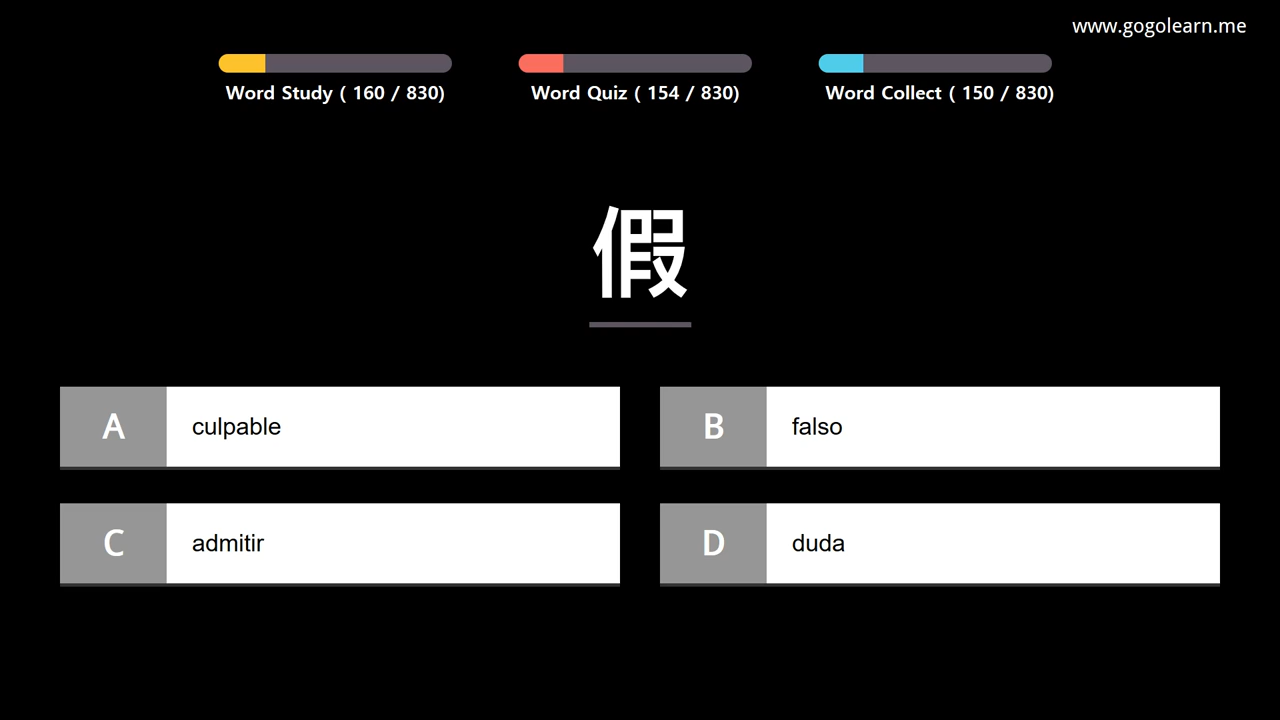 www.gogolearn.me
Word Study ( 160 / 830)
Word Quiz ( 154 / 830)
Word Collect ( 150 / 830)
假
A culpable
B falso
C admitir
D duda